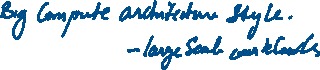 Big Compute architecture style.
- large Scale workloads